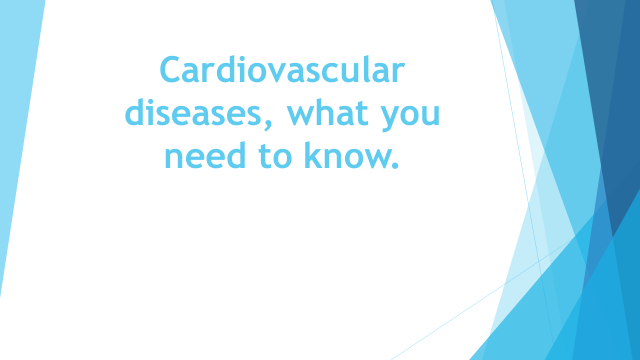 Cardiovascular
diseases, what you
need to know.